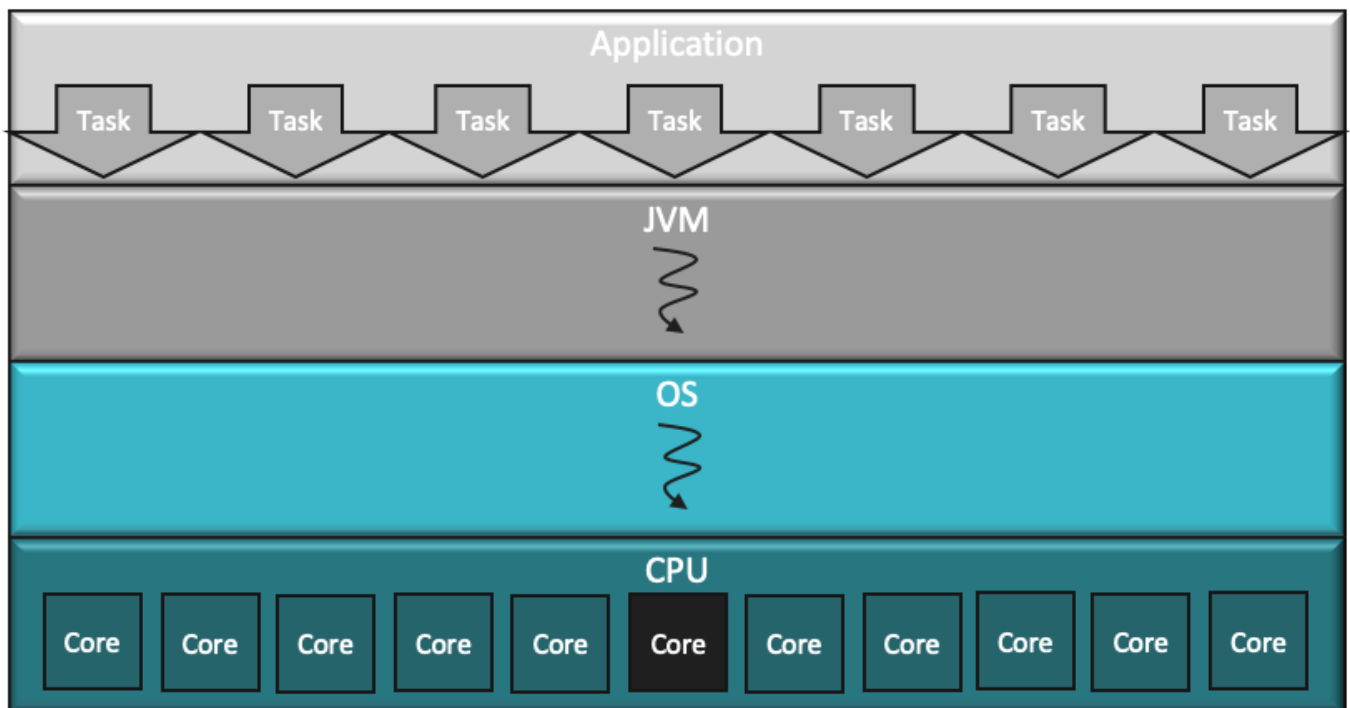 Application
Task Task Task Task Task Task Task
JVM
OS
CPU
Core Core Core Core Core Core Core Core Core Core Core